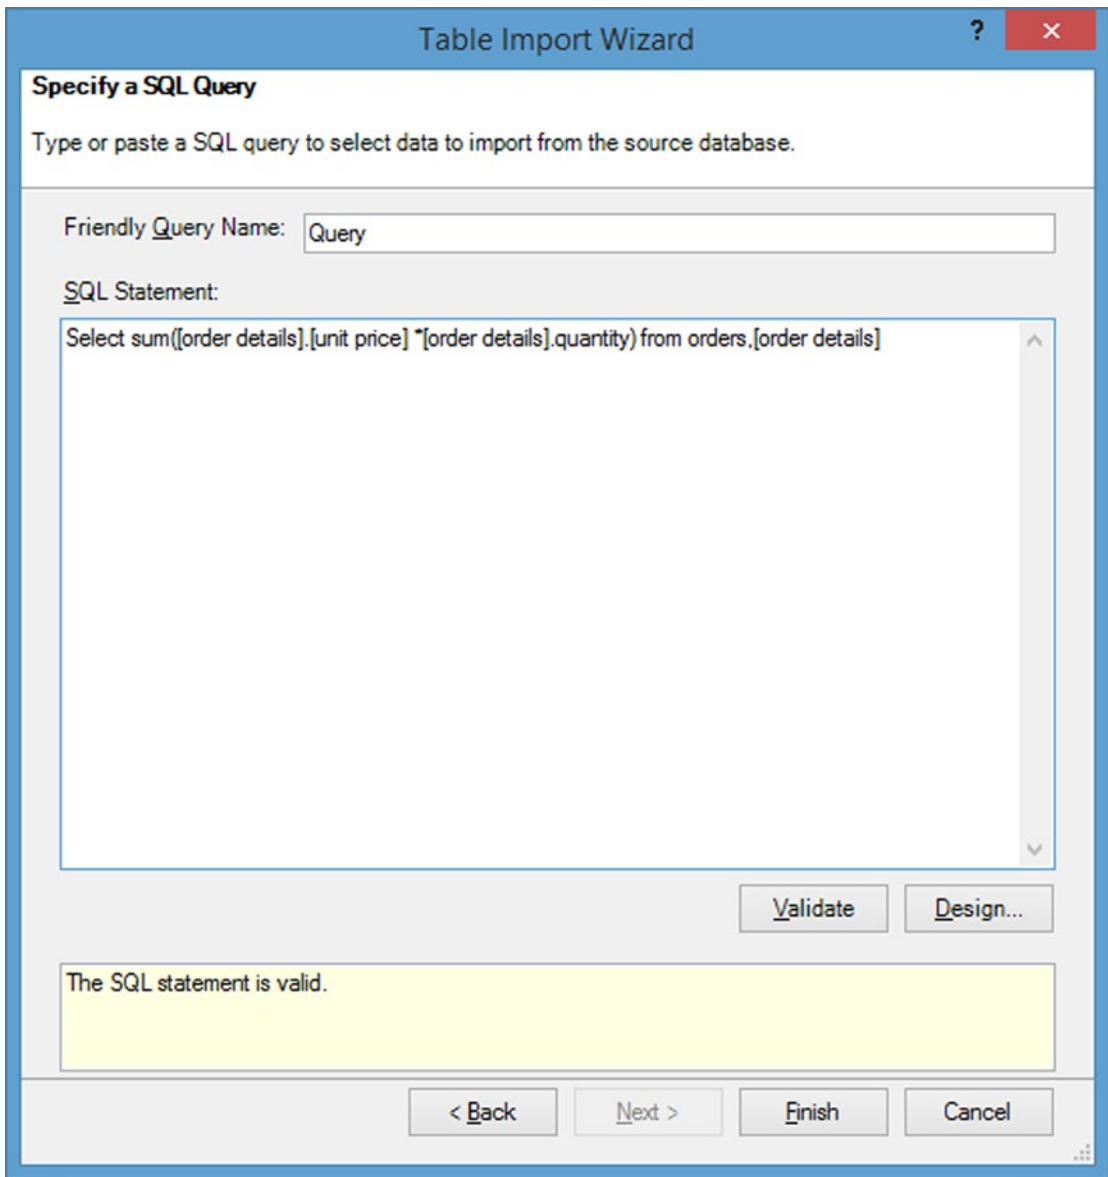 Table Import Wizard
?
Specify a SQL Query
Type or paste a SQL query to select data to import from the source database.
Friendly Query Name:
Query
SQL Statement:
Select sum([order details].[unit price] *[order details].quantity) from orders,[order details]
Validate
Design...
The SQL statement is valid.
< Back
Next >
Finish
Cancel